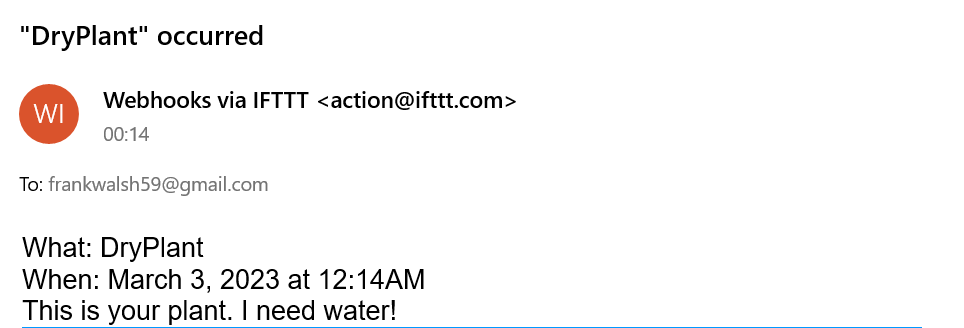 "DryPlant" occurred
WI
Webhooks via IFTTT <action@ifttt.com>
00:14
To: frankwalsh59@gmail.com
What: DryPlant
When: March 3, 2023 at 12:14AM
This is your plant. I need water!